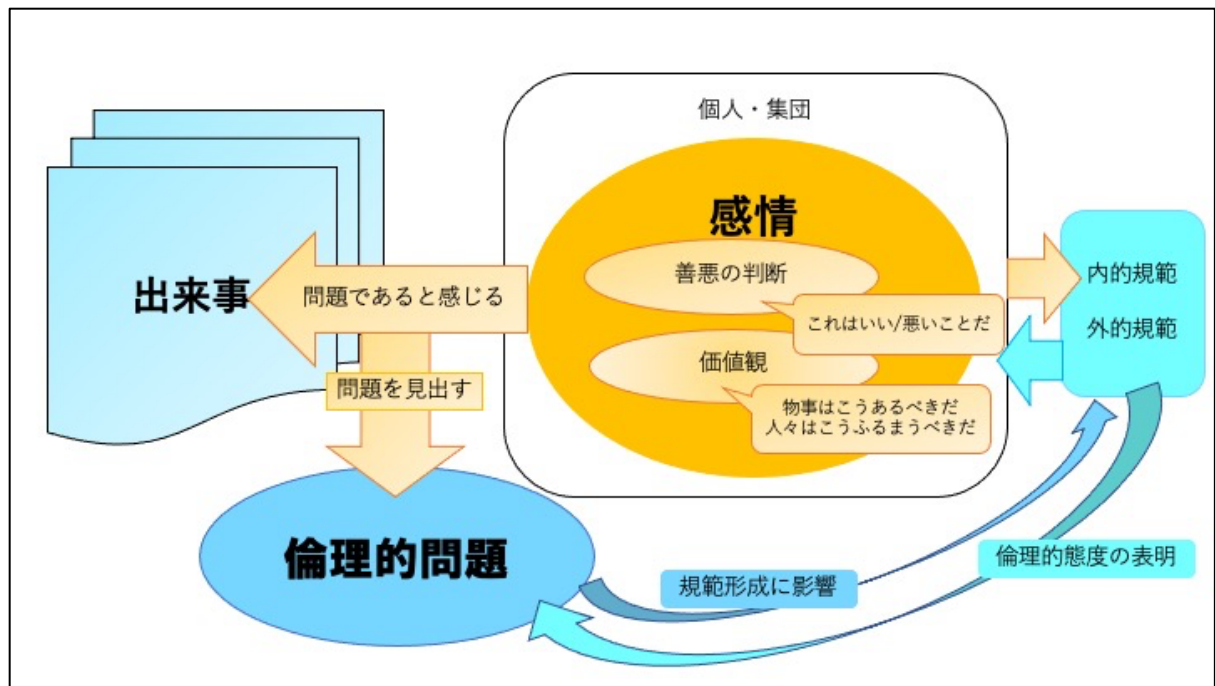 個人・集団
感情
善悪の判断
これはいい/悪いことだ
価値観
物事はこうあるべきだ
人々はこうふるまうべきだ
出来事
問題であると感じる
問題を見出す
倫理的問題
内的規範
外的規範
規範形成に影響
倫理的態度の表明